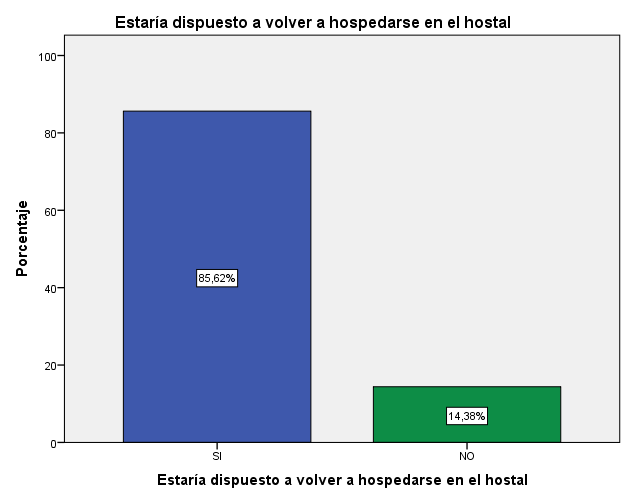 Estaría dispuesto a volver a hospedarse en el hostal
Porcentaje
100
80
60
40
20
0
85,62%
14,38%
SI
NO
Estaría dispuesto a volver a hospedarse en el hostal